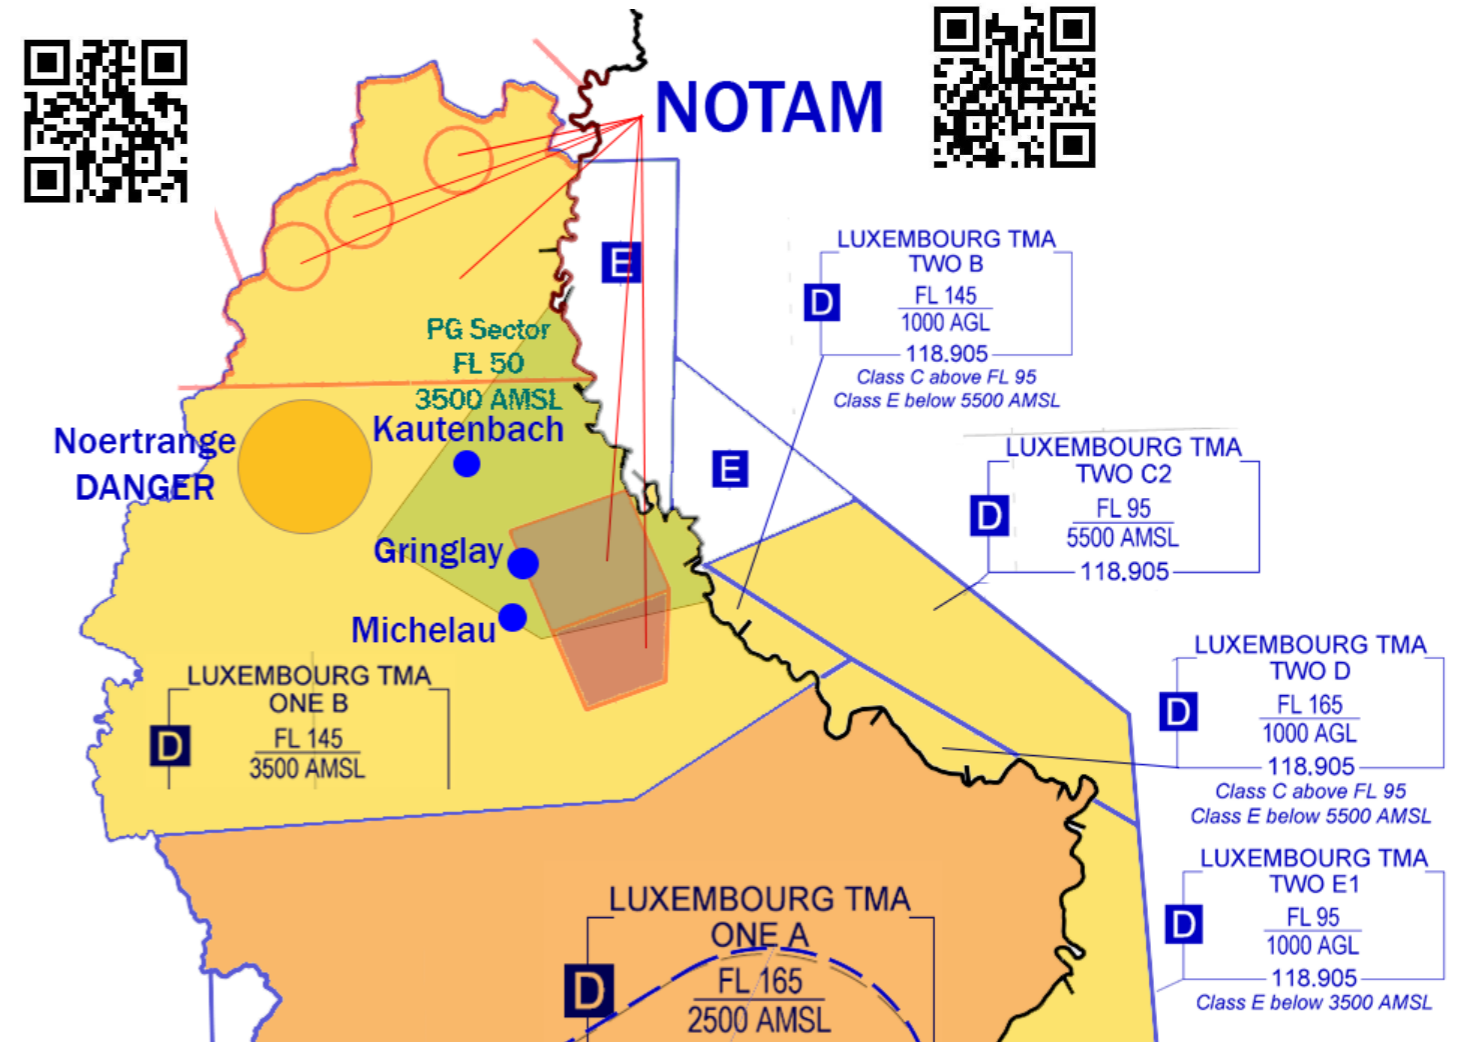 NOTAM
E
LUXEMBOURG TMA
TWO B
D
FL 145
1000 AGL
118.905
Class C above FL 95
Class E below 5500 AMSL
PG Sector
FL 50
3500 AMSL
Kautenbach
Noertrange
DANGER
E
LUXEMBOURG TMA
TWO C2
D
FL 95
5500 AMSL
118.905
Gringlay
Michelau
LUXEMBOURG TMA
ONE B
D
FL 145
3500 AMSL
LUXEMBOURG TMA
TWO D
D
FL 165
1000 AGL
118.905
Class C above FL 95
Class E below 5500 AMSL
LUXEMBOURG TMA
TWO E1
D
FL 95
1000 AGL
118.905
Class E below 3500 AMSL
LUXEMBOURG TMA
ONE A
D
FL 165
2500 AMSL